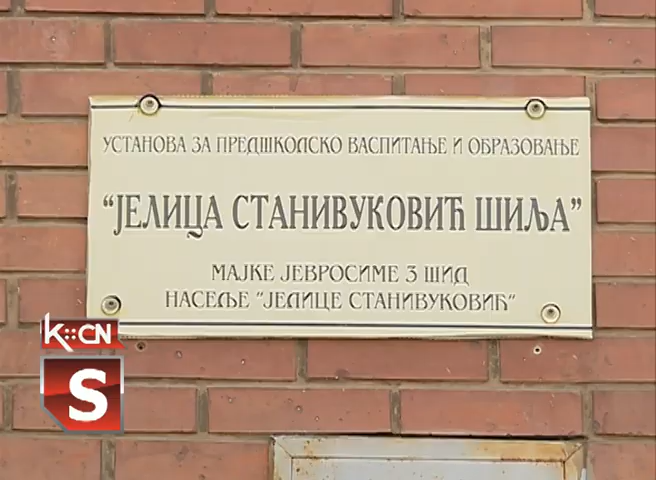 УСТАНОВА ЗА ПРЕДШКОЛСКО ВАСПИТАЊЕ И ОБРАЗОВАЊЕ
“ЈЕЛИЦА СТАНИВУКОВИЋ ШИЉА”
МАЈКЕ ЈЕВРОСИМЕ 3 ШИД
НАСЕЉЕ "ЈЕЛИЦЕ СТАНИВУКОВИЋ"
K::CN
S